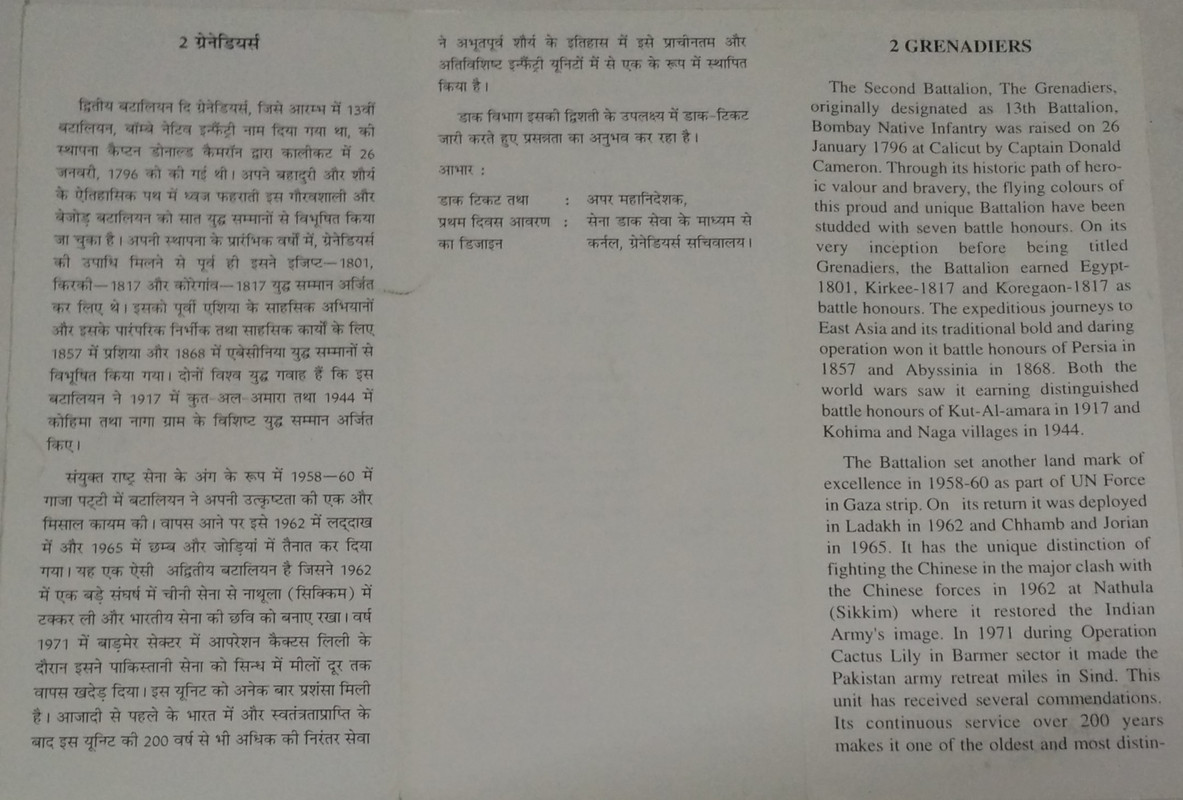 2 ग्रेनेडियर्स
द्वितीय बटालियन दि ग्रेनेडियर्स, जिसे आरम्भ में 13वीं
बटालियन, बॉम्बे नेटिव इन्फैंट्री नाम दिया गया था, की
स्थापना कैप्टन डोनाल्ड कैमरॉन द्वारा कालीकट में 26
जनवरी, 1796 को की गई थी। अपने बहादुरी और शौर्य
के ऐतिहासिक पथ में ध्वज फहराती इस गौरवशाली और
बेजोड़ बटालियन को सात युद्ध सम्मानों से विभूषित किया
जा चुका है। अपनी स्थापना के प्रारंभिक वर्षों में, ग्रेनेडियर्स
की उपाधि मिलने से पूर्व ही इसने इजिप्ट—1801,
किरकी—1817 और कोरेगांव—1817 युद्ध सम्मान अर्जित
कर लिए थे। इसको पूर्वी एशिया के साहसिक अभियानों
और इसके पारंपरिक निर्भीक तथा साहसिक कार्यों के लिए
1857 में प्रशिया और 1868 में एबेसीनिया युद्ध सम्मानों से
विभूषित किया गया। दोनों विश्व युद्ध गवाह हैं कि इस
बटालियन ने 1917 में कुत-अल-अमारा तथा 1944 में
कोहिमा तथा नागा ग्राम के विशिष्ट युद्ध सम्मान अर्जित
किए।
संयुक्त राष्ट्र सेना के अंग के रूप में 1958—60 में
गाजा पट्टी में बटालियन ने अपनी उत्कृष्टता की एक और
मिसाल कायम की। वापस आने पर इसे 1962 में लद्दाख
में और 1965 में छम्ब और जोड़ियां में तैनात कर दिया
गया। यह एक ऐसी अद्वितीय बटालियन है जिसने 1962
में एक बड़े संघर्ष में चीनी सेना से नाथूला (सिक्किम) में
टक्कर ली और भारतीय सेना की छवि को बनाए रखा। वर्ष
1971 में बाड़मेर सेक्टर में आपरेशन कैक्टस लिली के
दौरान इसने पाकिस्तानी सेना को सिन्ध में मीलों दूर तक
वापस खदेड़ दिया। इस यूनिट को अनेक बार प्रशंसा मिली
है। आजादी से पहले के भारत में और स्वतंत्रताप्राप्ति के
बाद इस यूनिट की 200 वर्ष से भी अधिक की निरंतर सेवा
ने अभूतपूर्व शौर्य के इतिहास में इसे प्राचीनतम और
अतिविशिष्ट इन्फैंट्री यूनिटों में से एक के रूप में स्थापित
किया है।
डाक विभाग इसकी द्विशती के उपलक्ष्य में डाक-टिकट
जारी करते हुए प्रसन्नता का अनुभव कर रहा है।
आभार :
डाक टिकट तथा : अपर महानिदेशक,
प्रथम दिवस आवरण : सेना डाक सेवा के माध्यम से
का डिजाइन कर्नल, ग्रेनेडियर्स सचिवालय।
2 GRENADIERS
The Second Battalion, The Grenadiers,
originally designated as 13th Battalion,
Bombay Native Infantry was raised on 26
January 1796 at Calicut by Captain Donald
Cameron. Through its historic path of hero-
ic valour and bravery, the flying colours of
this proud and unique Battalion have been
studded with seven battle honours. On its
very inception before being titled
Grenadiers, the Battalion earned Egypt-
1801, Kirkee-1817 and Koregaon-1817 as
battle honours. The expeditious journeys to
East Asia and its traditional bold and daring
operation won it battle honours of Persia in
1857 and Abyssinia in 1868. Both the
world wars saw it earning distinguished
battle honours of Kut-Al-amara in 1917 and
Kohima and Naga villages in 1944.
The Battalion set another land mark of
excellence in 1958-60 as part of UN Force
in Gaza strip. On its return it was deployed
in Ladakh in 1962 and Chhamb and Jorian
in 1965. It has the unique distinction of
fighting the Chinese in the major clash with
the Chinese forces in 1962 at Nathula
(Sikkim) where it restored the Indian
Army's image. In 1971 during Operation
Cactus Lily in Barmer sector it made the
Pakistan army retreat miles in Sind. This
unit has received several commendations.
Its continuous service over 200 years
makes it one of the oldest and most distin-